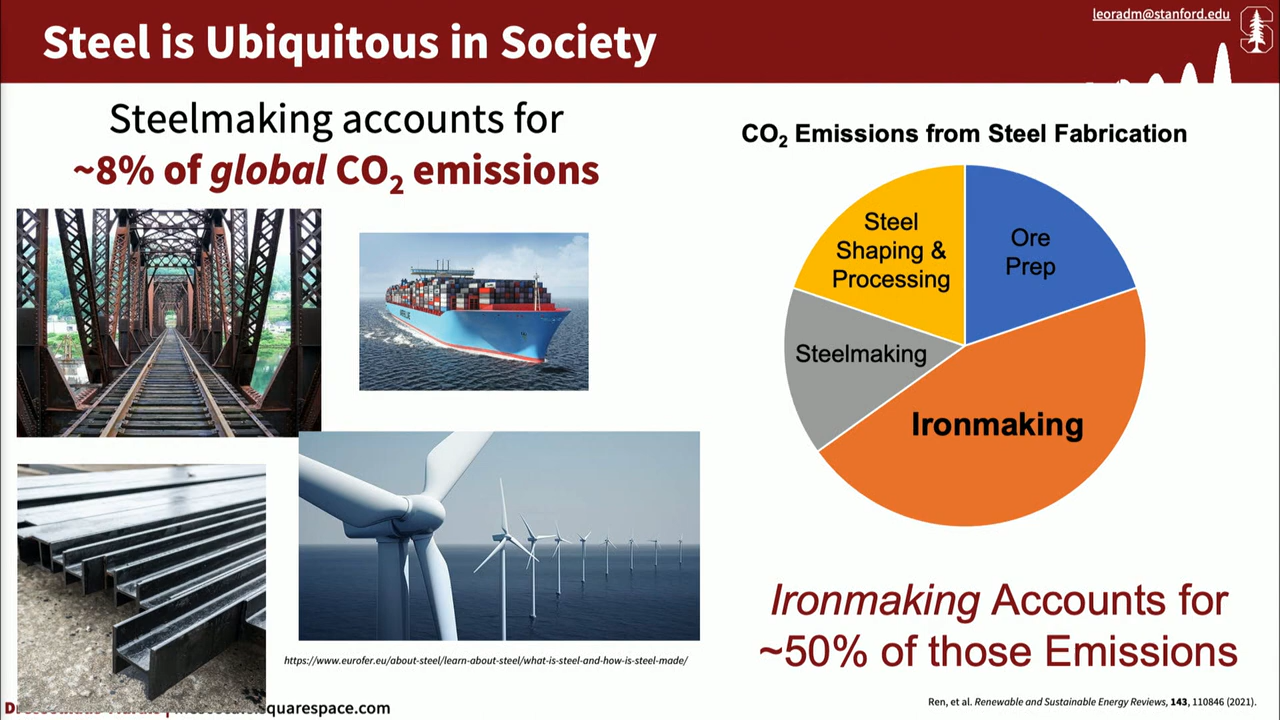 leoradm@stanford.edu
Steel is Ubiquitous in Society
Steelmaking accounts for
~8% of global CO₂ emissions
CO₂ Emissions from Steel Fabrication
Steel
Shaping &
Processing
Ore
Prep
Steelmaking
Ironmaking
Ironmaking Accounts for
~50% of those Emissions
https://www.eurofer.eu/about-steel/learn-about-steel/what-is-steel-and-how-is-steel-made/
Ren, et al. Renewable and Sustainable Energy Reviews, 143, 110846 (2021).